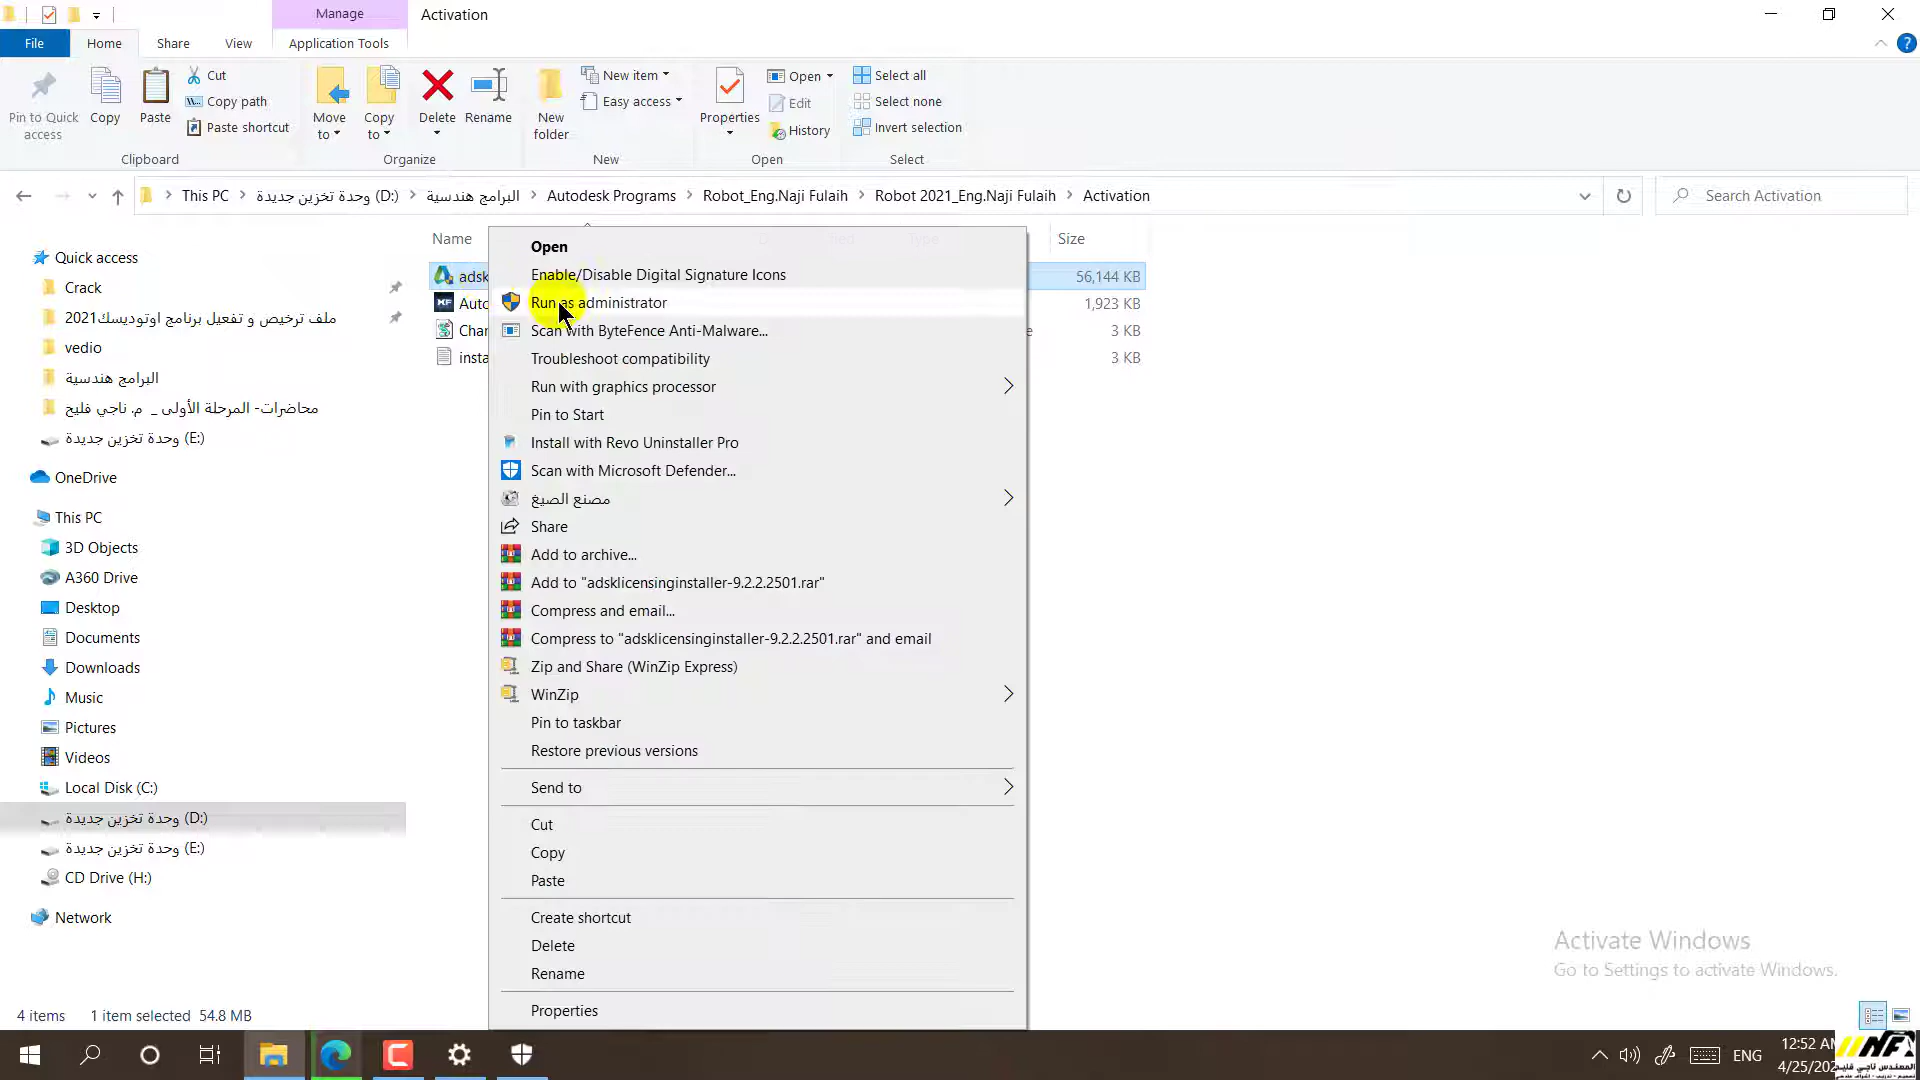 Manage
Activation
File
Home
Share
View
Application Tools
Pin to Quick access
Copy
Paste
Cut
Copy path
Paste shortcut
Clipboard
Move to
Copy to
Delete
Rename
Organize
New folder
New item
Easy access
New
Properties
Open
Edit
History
Open
Select all
Select none
Invert selection
Select
This PC
وحدة تخزين جديدة (D:)
البرامج هندسية
Autodesk Programs
Robot_Eng.Naji Fulaih
Robot 2021_Eng.Naji Fulaih
Activation
Search Activation
Name
Size
Quick access
Crack
ملف ترخيص و تفعيل برنامج اوتوديسك2021
vedio
البرامج هندسية
محاضرات- المرحلة الأولى _ م. ناجي فليح
وحدة تخزين جديدة (E:)
OneDrive
This PC
3D Objects
A360 Drive
Desktop
Documents
Downloads
Music
Pictures
Videos
Local Disk (C:)
وحدة تخزين جديدة (D:)
وحدة تخزين جديدة (E:)
CD Drive (H:)
Network
adsk
56,144 KB
1,923 KB
3 KB
insta
3 KB
Open
Enable/Disable Digital Signature Icons
Run as administrator
Scan with ByteFence Anti-Malware...
Troubleshoot compatibility
Run with graphics processor
Pin to Start
Install with Revo Uninstaller Pro
Scan with Microsoft Defender...
مصنع الصيغ
Share
Add to archive...
Add to "adsklicensinginstaller-9.2.2.2501.rar"
Compress and email...
Compress to "adsklicensinginstaller-9.2.2.2501.rar" and email
Zip and Share (WinZip Express)
WinZip
Pin to taskbar
Restore previous versions
Send to
Cut
Copy
Paste
Create shortcut
Delete
Rename
Properties
Activate Windows
Go to Settings to activate Windows.
4 items
1 item selected 54.8 MB
ENG
12:52 AM
4/25/202
NF
المهندس ناجي فليح